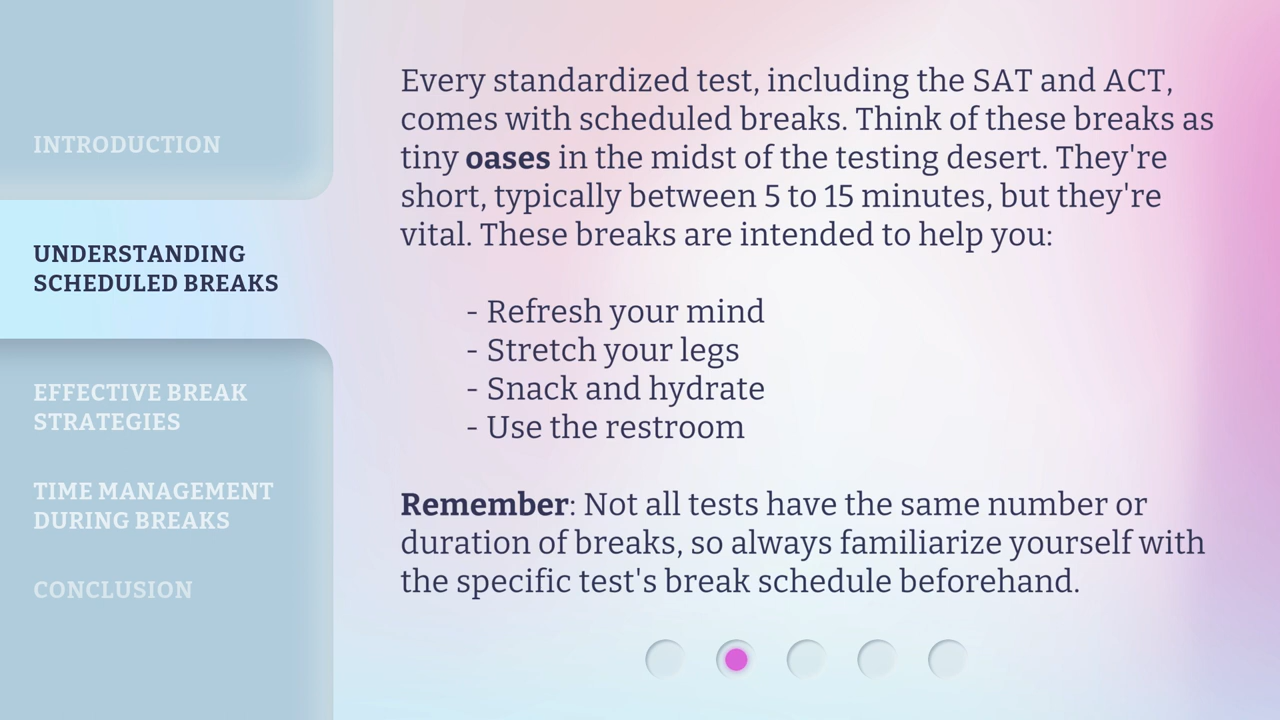 INTRODUCTION
UNDERSTANDING
SCHEDULED BREAKS
EFFECTIVE BREAK
STRATEGIES
TIME MANAGEMENT
DURING BREAKS
CONCLUSION
Every standardized test, including the SAT and ACT,
comes with scheduled breaks. Think of these breaks as
tiny oases in the midst of the testing desert. They're
short, typically between 5 to 15 minutes, but they're
vital. These breaks are intended to help you:
- Refresh your mind
- Stretch your legs
- Snack and hydrate
- Use the restroom
Remember: Not all tests have the same number or
duration of breaks, so always familiarize yourself with
the specific test's break schedule beforehand.